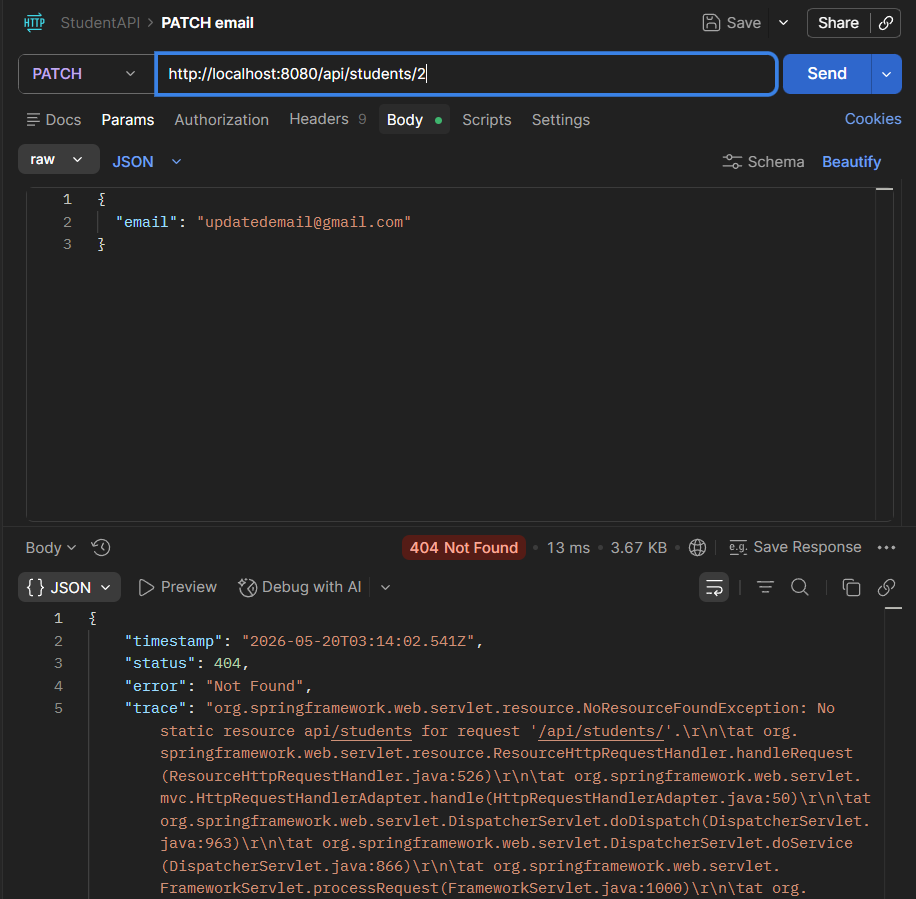 HTTP StudentAPI > PATCH email Save Share
PATCH http://localhost:8080/api/students/2 Send
Docs Params Authorization Headers 9 Body Scripts Settings Cookies
raw JSON Schema Beautify
1 {
2 "email": "updatedemail@gmail.com"
3 }
Body 404 Not Found 13 ms 3.67 KB e.g. Save Response
{} JSON Preview Debug with AI
1 {
2 "timestamp": "2026-05-20T03:14:02.541Z",
3 "status": 404,
4 "error": "Not Found",
5 "trace": "org.springframework.web.servlet.resource.NoResourceFoundException: No
static resource api/students for request '/api/students/'.\r\n\tat org.
springframework.web.servlet.resource.ResourceHttpRequestHandler.handleRequest
(ResourceHttpRequestHandler.java:526)\r\n\tat org.springframework.web.servlet.
mvc.HttpRequestHandlerAdapter.handle(HttpRequestHandlerAdapter.java:50)\r\n\tat
org.springframework.web.servlet.DispatcherServlet.doDispatch(DispatcherServlet.
java:963)\r\n\tat org.springframework.web.servlet.DispatcherServlet.doService
(DispatcherServlet.java:866)\r\n\tat org.springframework.web.servlet.
FrameworkServlet.processRequest(FrameworkServlet.java:1000)\r\n\tat org.